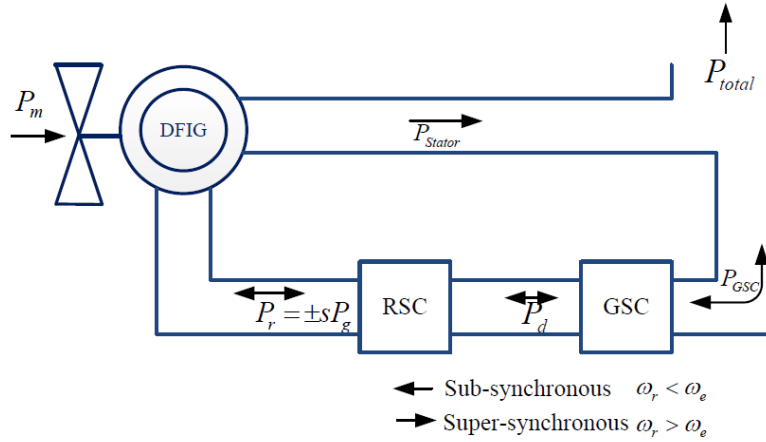 P_total
P_m
DFIG
P_Stator
P_GSC
RSC
GSC
P_r = ±sP_g
P_d
Sub-synchronous ω_r < ω_e
Super-synchronous ω_r > ω_e